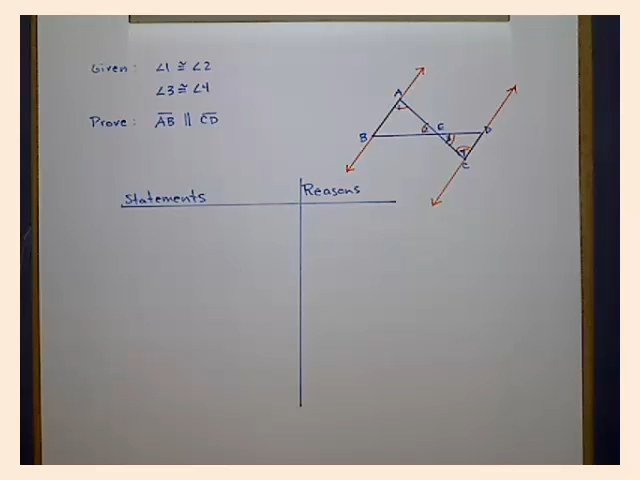 Given: ∠1 ≅ ∠2
∠3 ≅ ∠4
Prove: AB || CD
A
B
E
D
C
Statements
Reasons